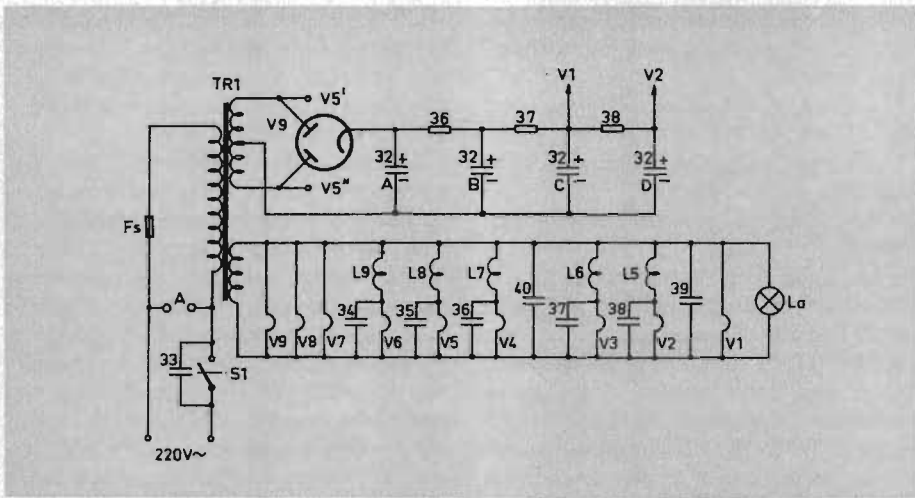 TR1
V1 V2
V5'
V9
36 37 38
32 + 32 + 32 + 32 +
A - B - C - D -
V5"
Fs
A
L9 L8 L7 L6 L5
34 35 36 40 37 38 39
La
V9 V8 V7 V6 V5 V4 V3 V2 V1
33
S1
220V~